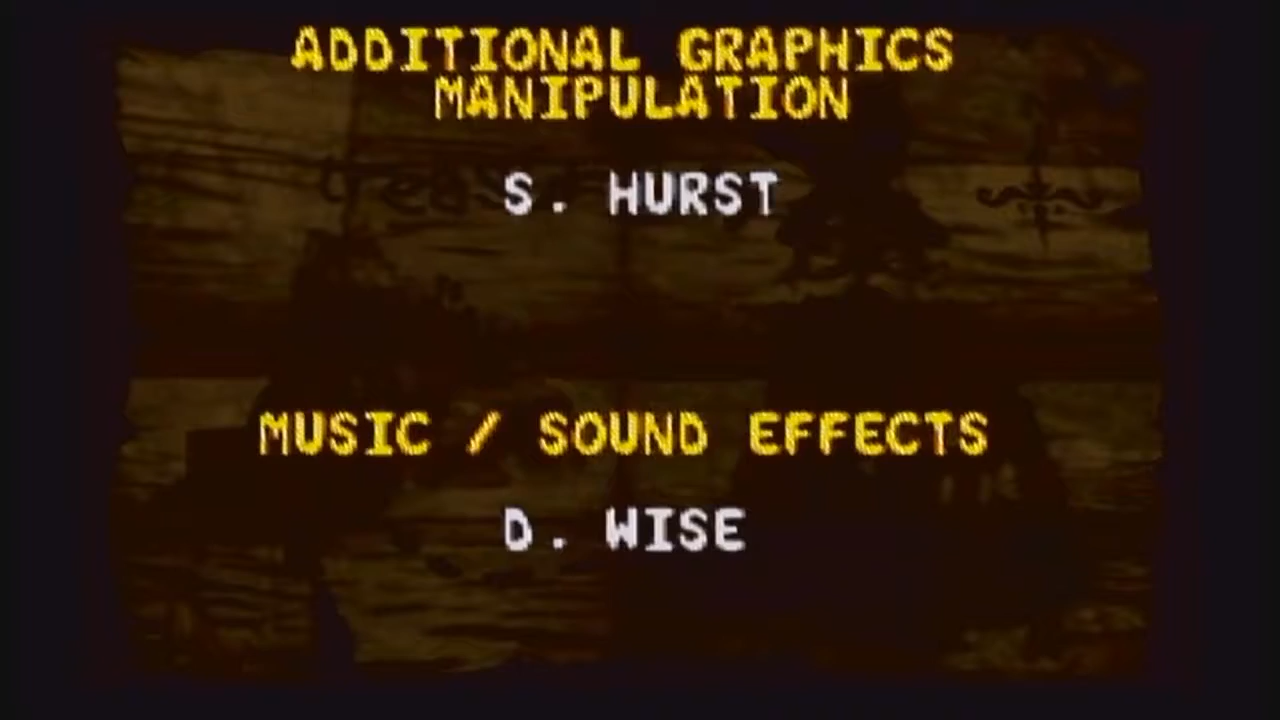 ADDITIONAL GRAPHICS
MANIPULATION
S. HURST
MUSIC / SOUND EFFECTS
D. WISE